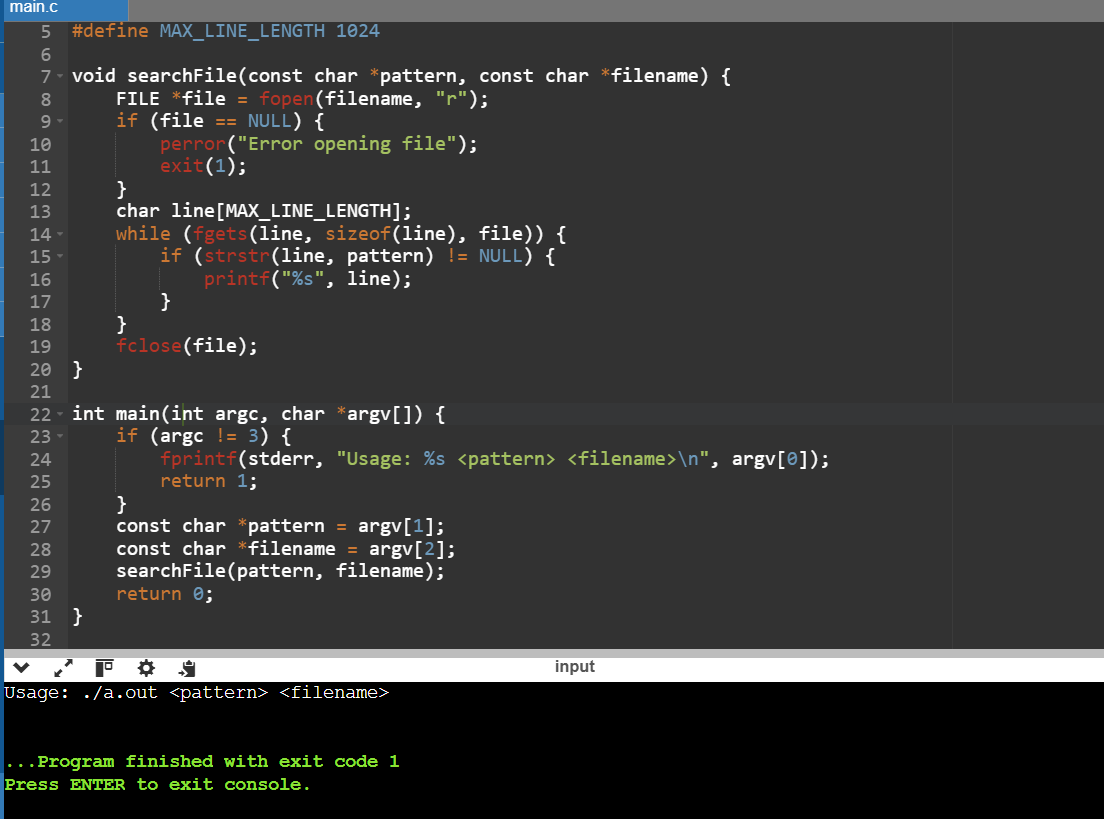 main.c
5 #define MAX_LINE_LENGTH 1024
6
7 void searchFile(const char *pattern, const char *filename) {
8     FILE *file = fopen(filename, "r");
9     if (file == NULL) {
10         perror("Error opening file");
11         exit(1);
12     }
13     char line[MAX_LINE_LENGTH];
14     while (fgets(line, sizeof(line), file)) {
15         if (strstr(line, pattern) != NULL) {
16             printf("%s", line);
17         }
18     }
19     fclose(file);
20 }
21
22 int main(int argc, char *argv[]) {
23     if (argc != 3) {
24         fprintf(stderr, "Usage: %s <pattern> <filename>\n", argv[0]);
25         return 1;
26     }
27     const char *pattern = argv[1];
28     const char *filename = argv[2];
29     searchFile(pattern, filename);
30     return 0;
31 }
32
input
Usage: ./a.out <pattern> <filename>
...Program finished with exit code 1
Press ENTER to exit console.